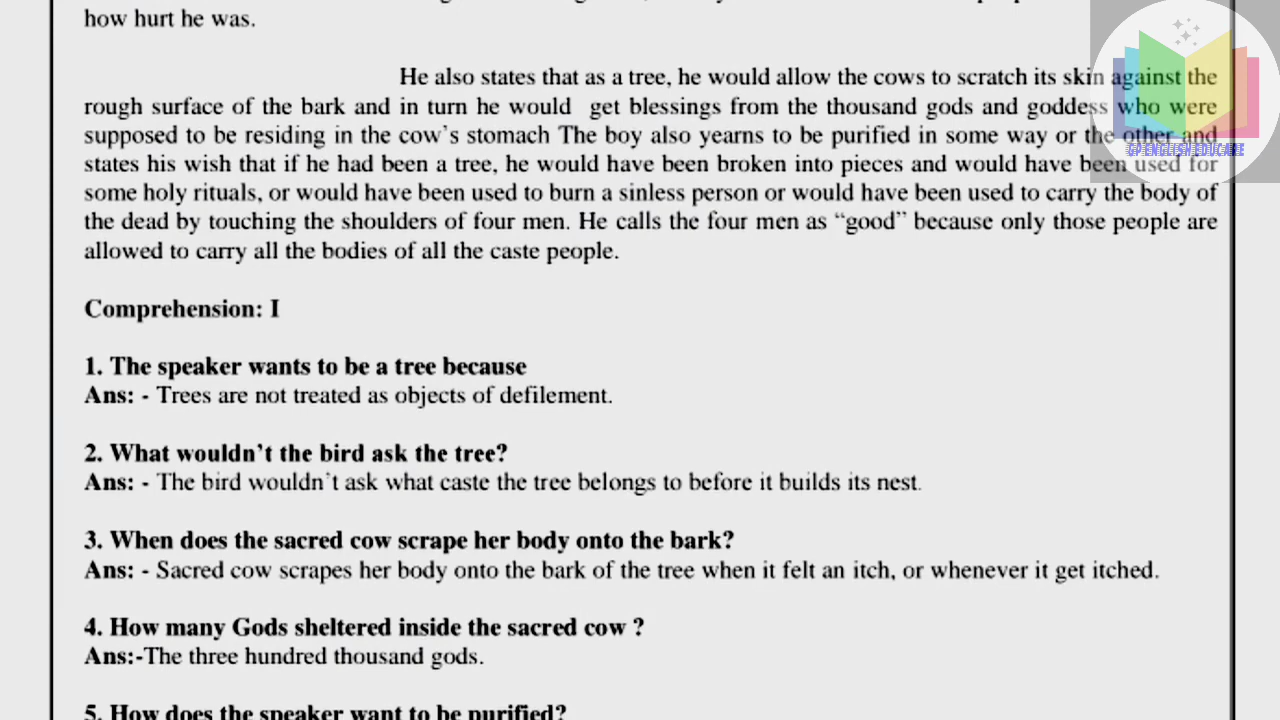 how hurt he was.
He also states that as a tree, he would allow the cows to scratch its skin against the
rough surface of the bark and in turn he would get blessings from the thousand gods and goddess who were
supposed to be residing in the cow's stomach The boy also yearns to be purified in some way or the other and
states his wish that if he had been a tree, he would have been broken into pieces and would have been used for
some holy rituals, or would have been used to burn a sinless person or would have been used to carry the body of
the dead by touching the shoulders of four men. He calls the four men as “good” because only those people are
allowed to carry all the bodies of all the caste people.
GP ENGLISH EDUCARE
Comprehension: I
1. The speaker wants to be a tree because
Ans: - Trees are not treated as objects of defilement.
2. What wouldn't the bird ask the tree?
Ans: - The bird wouldn't ask what caste the tree belongs to before it builds its nest.
3. When does the sacred cow scrape her body onto the bark?
Ans: - Sacred cow scrapes her body onto the bark of the tree when it felt an itch, or whenever it get itched.
4. How many Gods sheltered inside the sacred cow ?
Ans:-The three hundred thousand gods.
5. How does the speaker want to be purified?